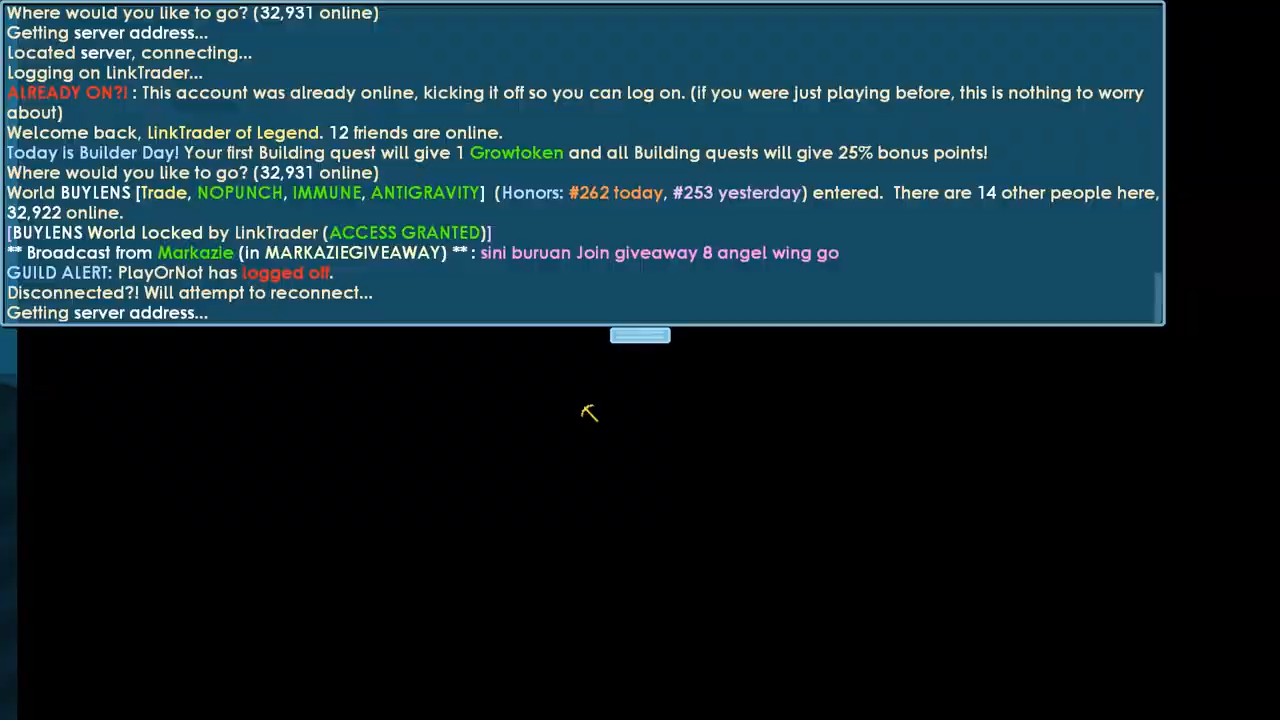 Where would you like to go? (32,931 online)
Getting server address...
Located server, connecting...
Logging on LinkTrader...
ALREADY ON?! : This account was already online, kicking it off so you can log on. (if you were just playing before, this is nothing to worry
about)
Welcome back, LinkTrader of Legend. 12 friends are online.
Today is Builder Day! Your first Building quest will give 1 Growtoken and all Building quests will give 25% bonus points!
Where would you like to go? (32,931 online)
World BUYLENS [Trade, NOPUNCH, IMMUNE, ANTIGRAVITY] (Honors: #262 today, #253 yesterday) entered. There are 14 other people here,
32,922 online.
[BUYLENS World Locked by LinkTrader (ACCESS GRANTED)]
** Broadcast from Markazie (in MARKAZIEGIVEAWAY) ** : sini buruan Join giveaway 8 angel wing go
GUILD ALERT: PlayOrNot has logged off.
Disconnected?! Will attempt to reconnect...
Getting server address...